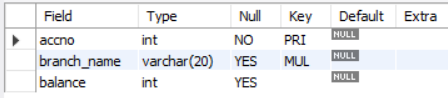 Field Type Null Key Default Extra
accno int NO PRI NULL
branch_name varchar(20) YES MUL NULL
balance int YES NULL